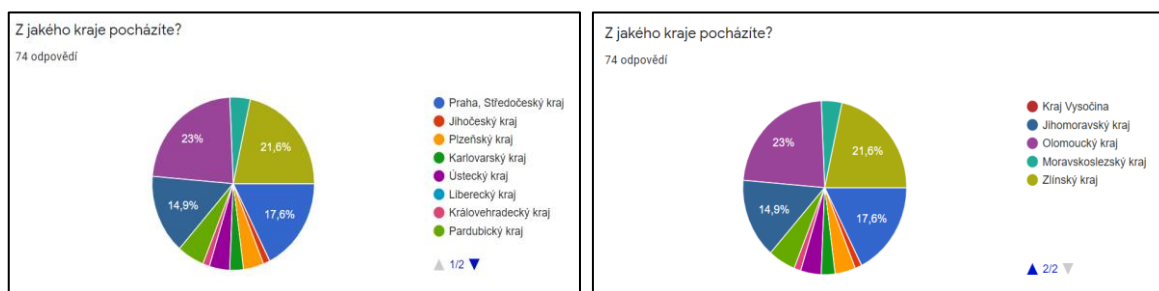 Z jakého kraje pocházíte?
74 odpovědí
23%
21,6%
14,9%
17,6%
Praha, Středočeský kraj
Jihočeský kraj
Plzeňský kraj
Karlovarský kraj
Ústecký kraj
Liberecký kraj
Královehradecký kraj
Pardubický kraj
1/2
Z jakého kraje pocházíte?
74 odpovědí
23%
21,6%
14,9%
17,6%
Kraj Vysočina
Jihomoravský kraj
Olomoucký kraj
Moravskoslezský kraj
Zlínský kraj
2/2